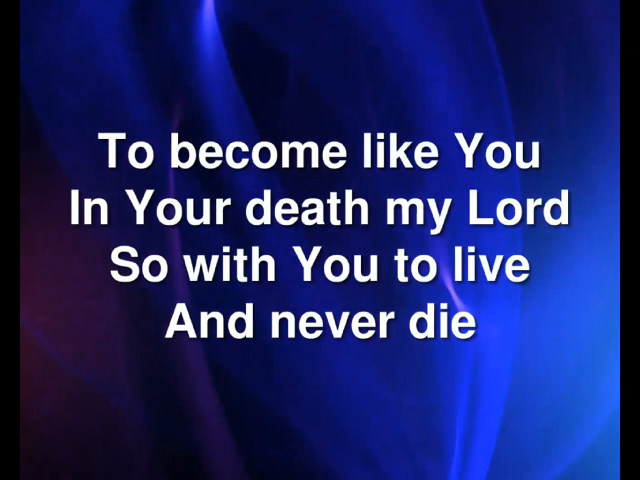 To become like You
In Your death my Lord
So with You to live
And never die